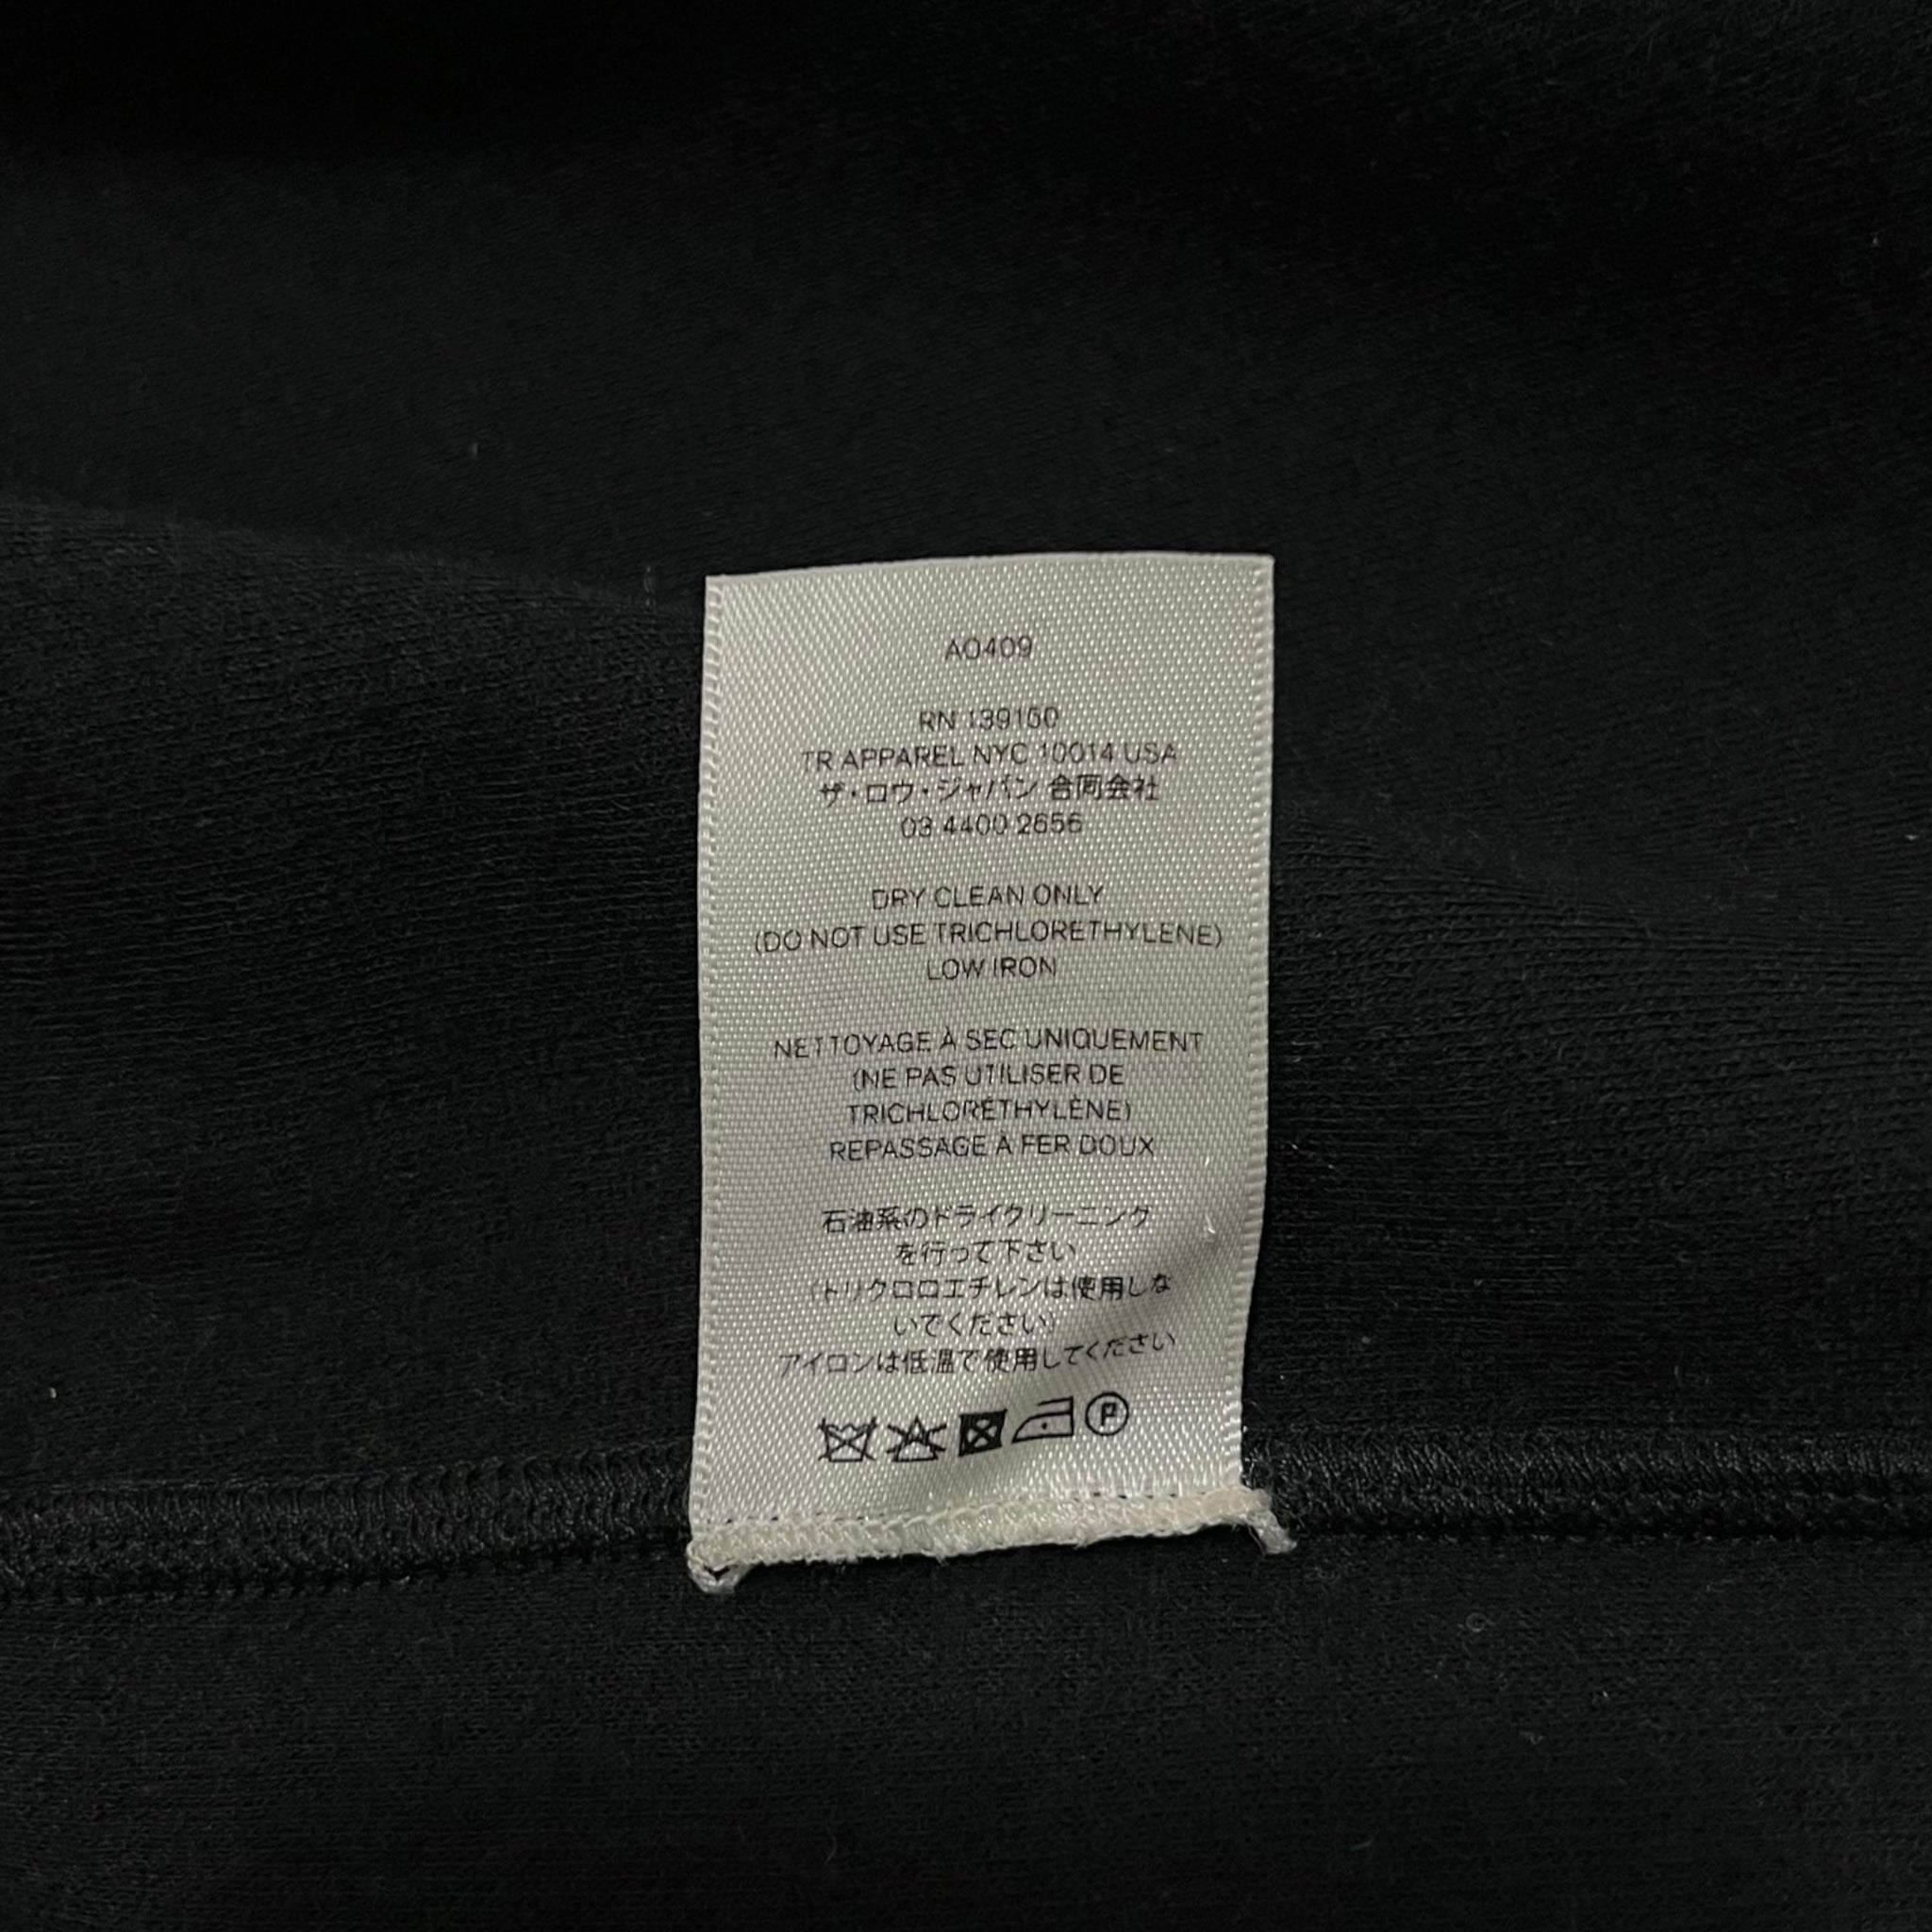 A0409
RN 139150
TR APPAREL NYC 10014 USA
ザ・ロウ・ジャパン 合同会社
03 4400 2656
DRY CLEAN ONLY
(DO NOT USE TRICHLORETHYLENE)
LOW IRON
NETTOYAGE À SEC UNIQUEMENT
(NE PAS UTILISER DE
TRICHLORÉTHYLÈNE)
REPASSAGE À FER DOUX
石油系のドライクリーニング
を行って下さい
(トリクロロエチレンは使用しな
いでください)
アイロンは低温で使用してください
P